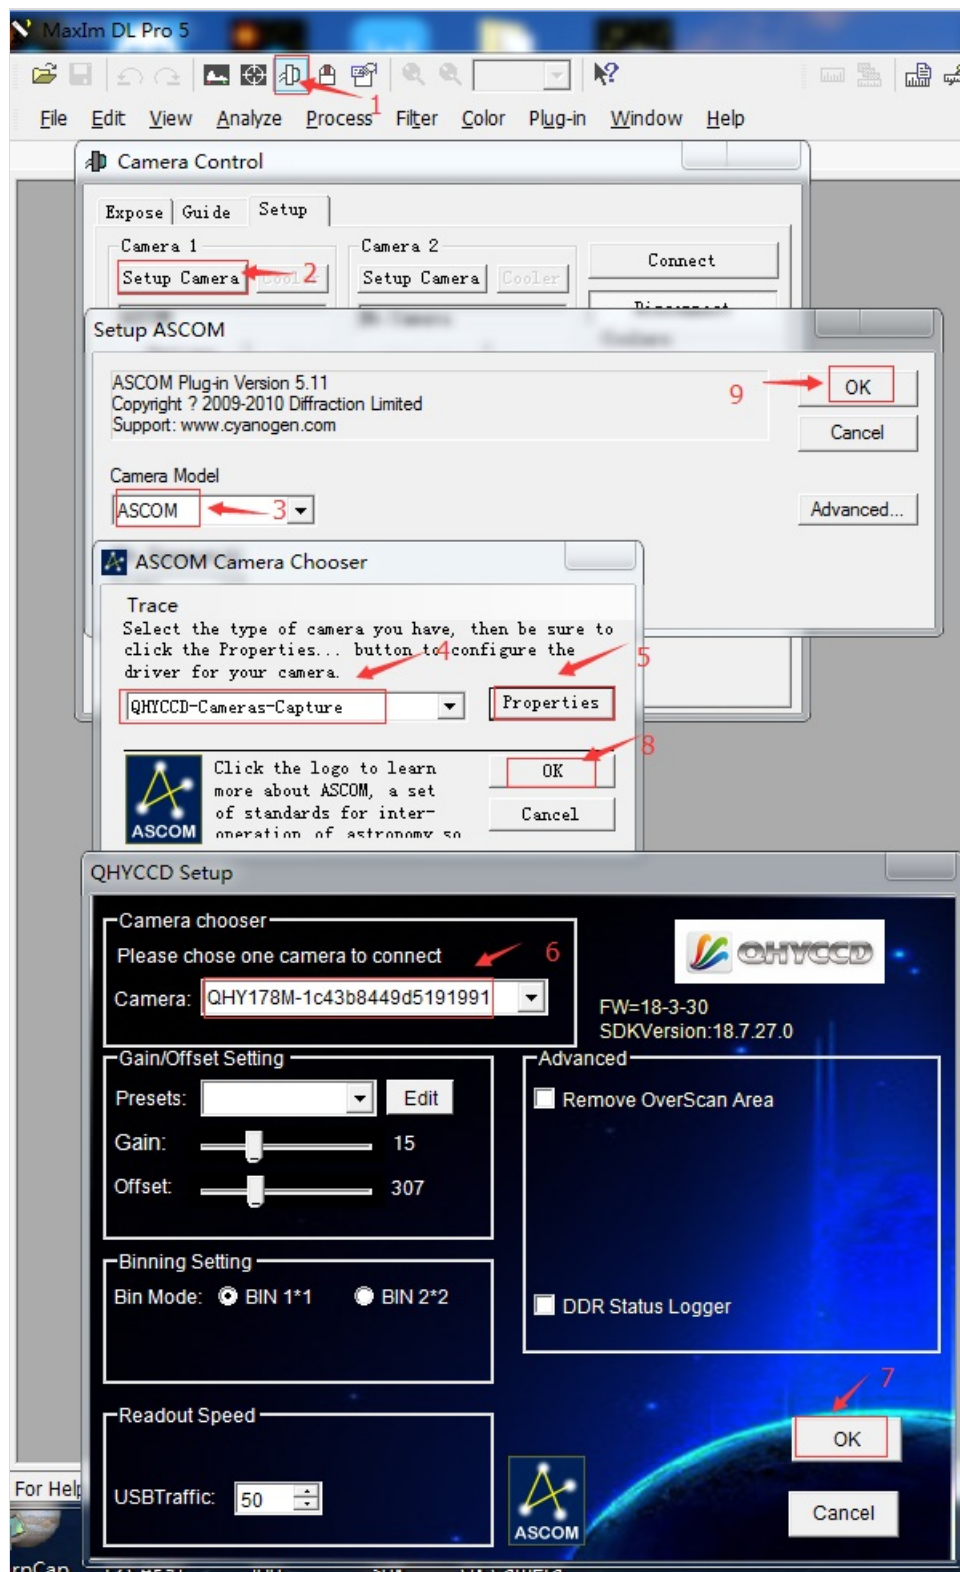 MaxIm DL Pro 5
1
File Edit View Analyze Process Filter Color Plug-in Window Help
Camera Control
Expose Guide Setup
Camera 1 Camera 2
Connect
Setup Camera Cooler 2 Setup Camera Cooler
Disconnect
Setup ASCOM
ASCOM Plug-in Version 5.11
Copyright ? 2009-2010 Diffraction Limited
Support: www.cyanogen.com
9 OK
Cancel
Camera Model
ASCOM 3
Advanced...
ASCOM Camera Chooser
Trace
Select the type of camera you have, then be sure to
click the Properties... button to configure the
driver for your camera.
4 5
QHYCCD-Cameras-Capture Properties
8
Click the logo to learn
more about ASCOM, a set
of standards for inter-
operation of astronomy so
OK
Cancel
ASCOM
QHYCCD Setup
Camera chooser
Please chose one camera to connect 6
Camera: QHY178M-1c43b8449d5191991
QHYCCD
FW=18-3-30
SDKVersion:18.7.27.0
Gain/Offset Setting
Presets: Edit
Gain: 15
Offset: 307
Advanced
Remove OverScan Area
DDR Status Logger
Binning Setting
Bin Mode: BIN 1*1 BIN 2*2
Readout Speed
USBTraffic: 50
7
OK
ASCOM
Cancel
For Help